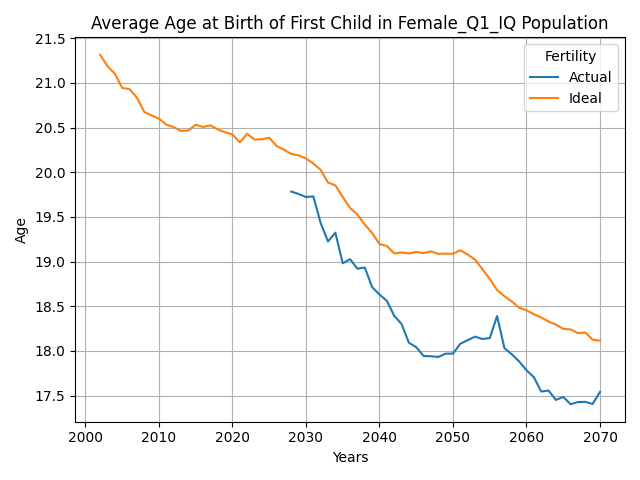 Average Age at Birth of First Child in Female_Q1_IQ Population
Fertility
Actual
Ideal
Age
21.5
21.0
20.5
20.0
19.5
19.0
18.5
18.0
17.5
2000 2010 2020 2030 2040 2050 2060 2070
Years